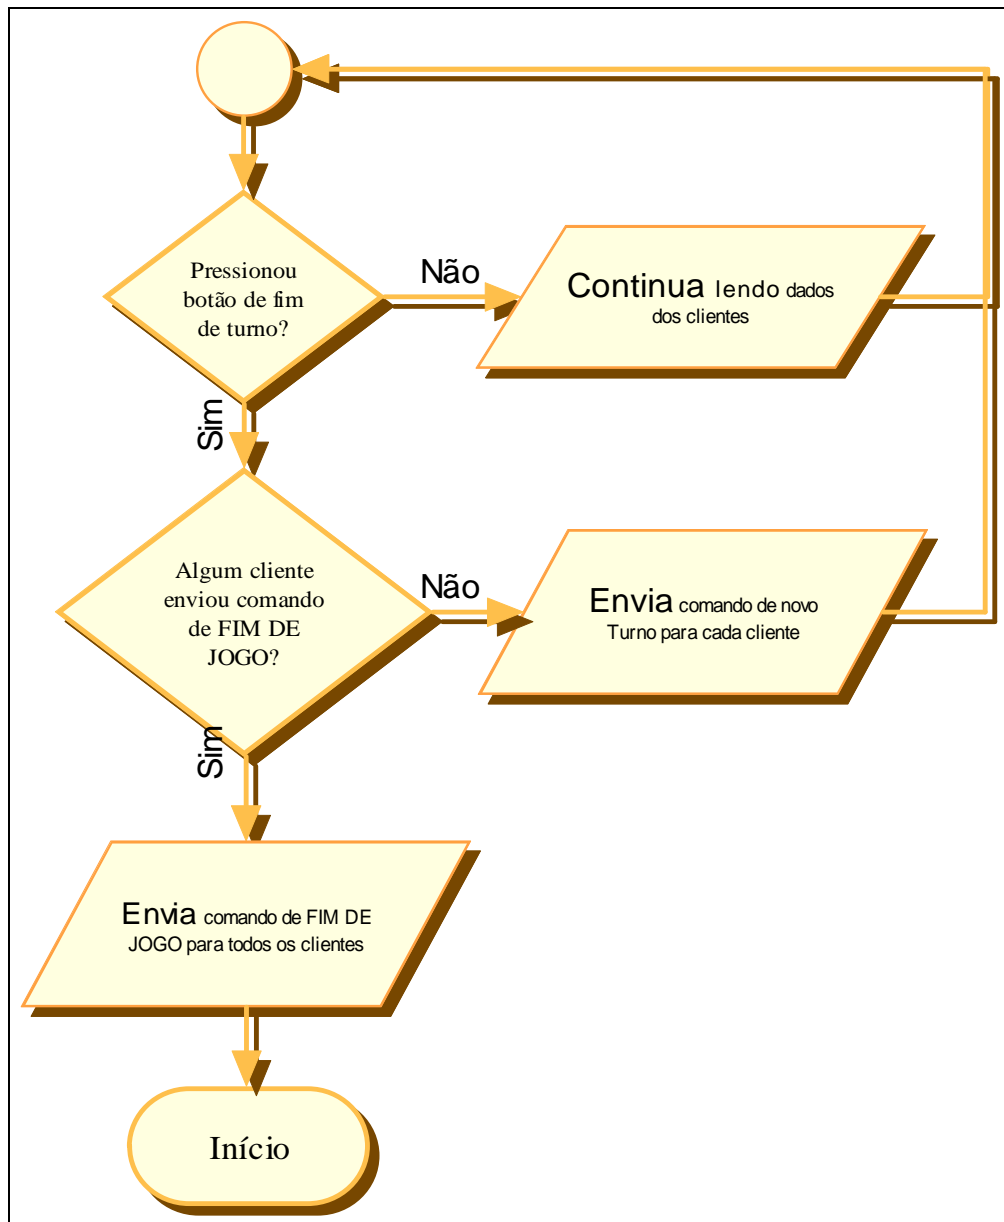 Pressionou
botão de fim
de turno?
Não
Continua lendo dados
dos clientes
Sim
Algum cliente
enviou comando
de FIM DE
JOGO?
Não
Envia comando de novo
Turno para cada cliente
Sim
Envia comando de FIM DE
JOGO para todos os clientes
Início